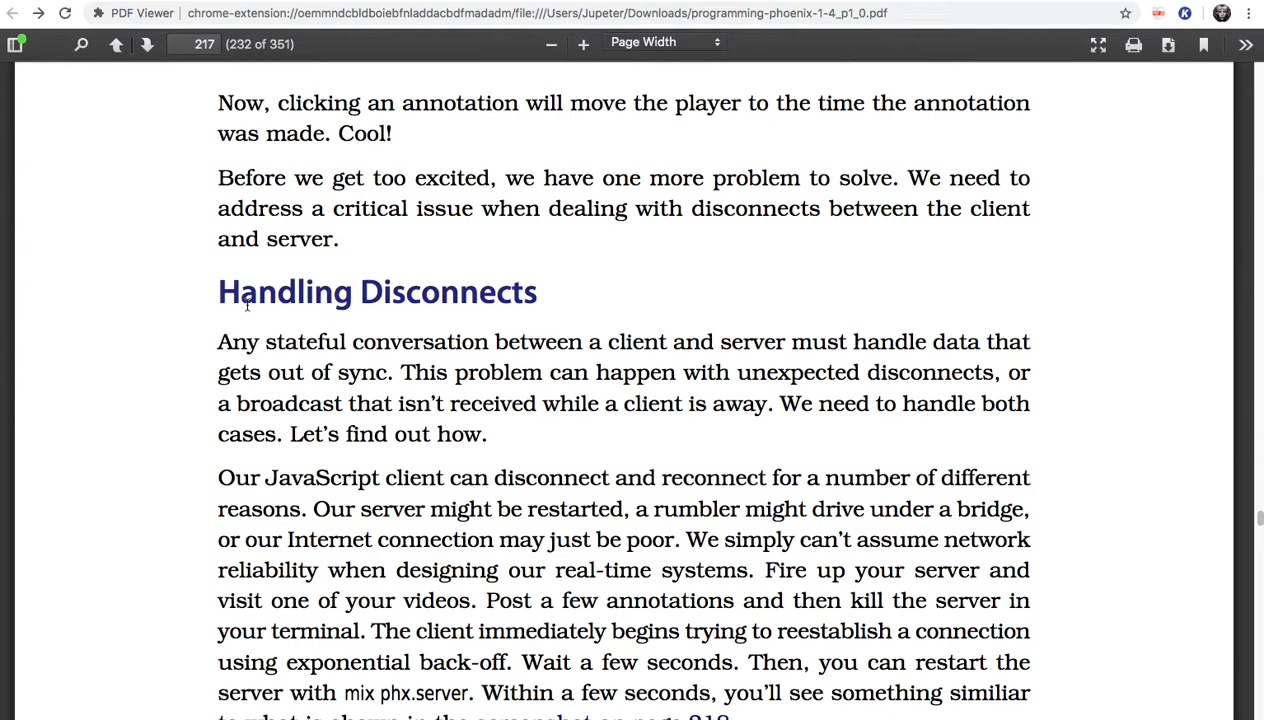 PDF Viewer | chrome-extension://oemmndcbldboiebfnladdacbdfmadadm/file:///Users/Jupeter/Downloads/programming-phoenix-1-4_p1_0.pdf
217 (232 of 351) Page Width
Now, clicking an annotation will move the player to the time the annotation
was made. Cool!
Before we get too excited, we have one more problem to solve. We need to
address a critical issue when dealing with disconnects between the client
and server.
Handling Disconnects
Any stateful conversation between a client and server must handle data that
gets out of sync. This problem can happen with unexpected disconnects, or
a broadcast that isn't received while a client is away. We need to handle both
cases. Let's find out how.
Our JavaScript client can disconnect and reconnect for a number of different
reasons. Our server might be restarted, a rumbler might drive under a bridge,
or our Internet connection may just be poor. We simply can't assume network
reliability when designing our real-time systems. Fire up your server and
visit one of your videos. Post a few annotations and then kill the server in
your terminal. The client immediately begins trying to reestablish a connection
using exponential back-off. Wait a few seconds. Then, you can restart the
server with mix phx.server. Within a few seconds, you'll see something similiar
to what is shown in the screenshot on page 218.